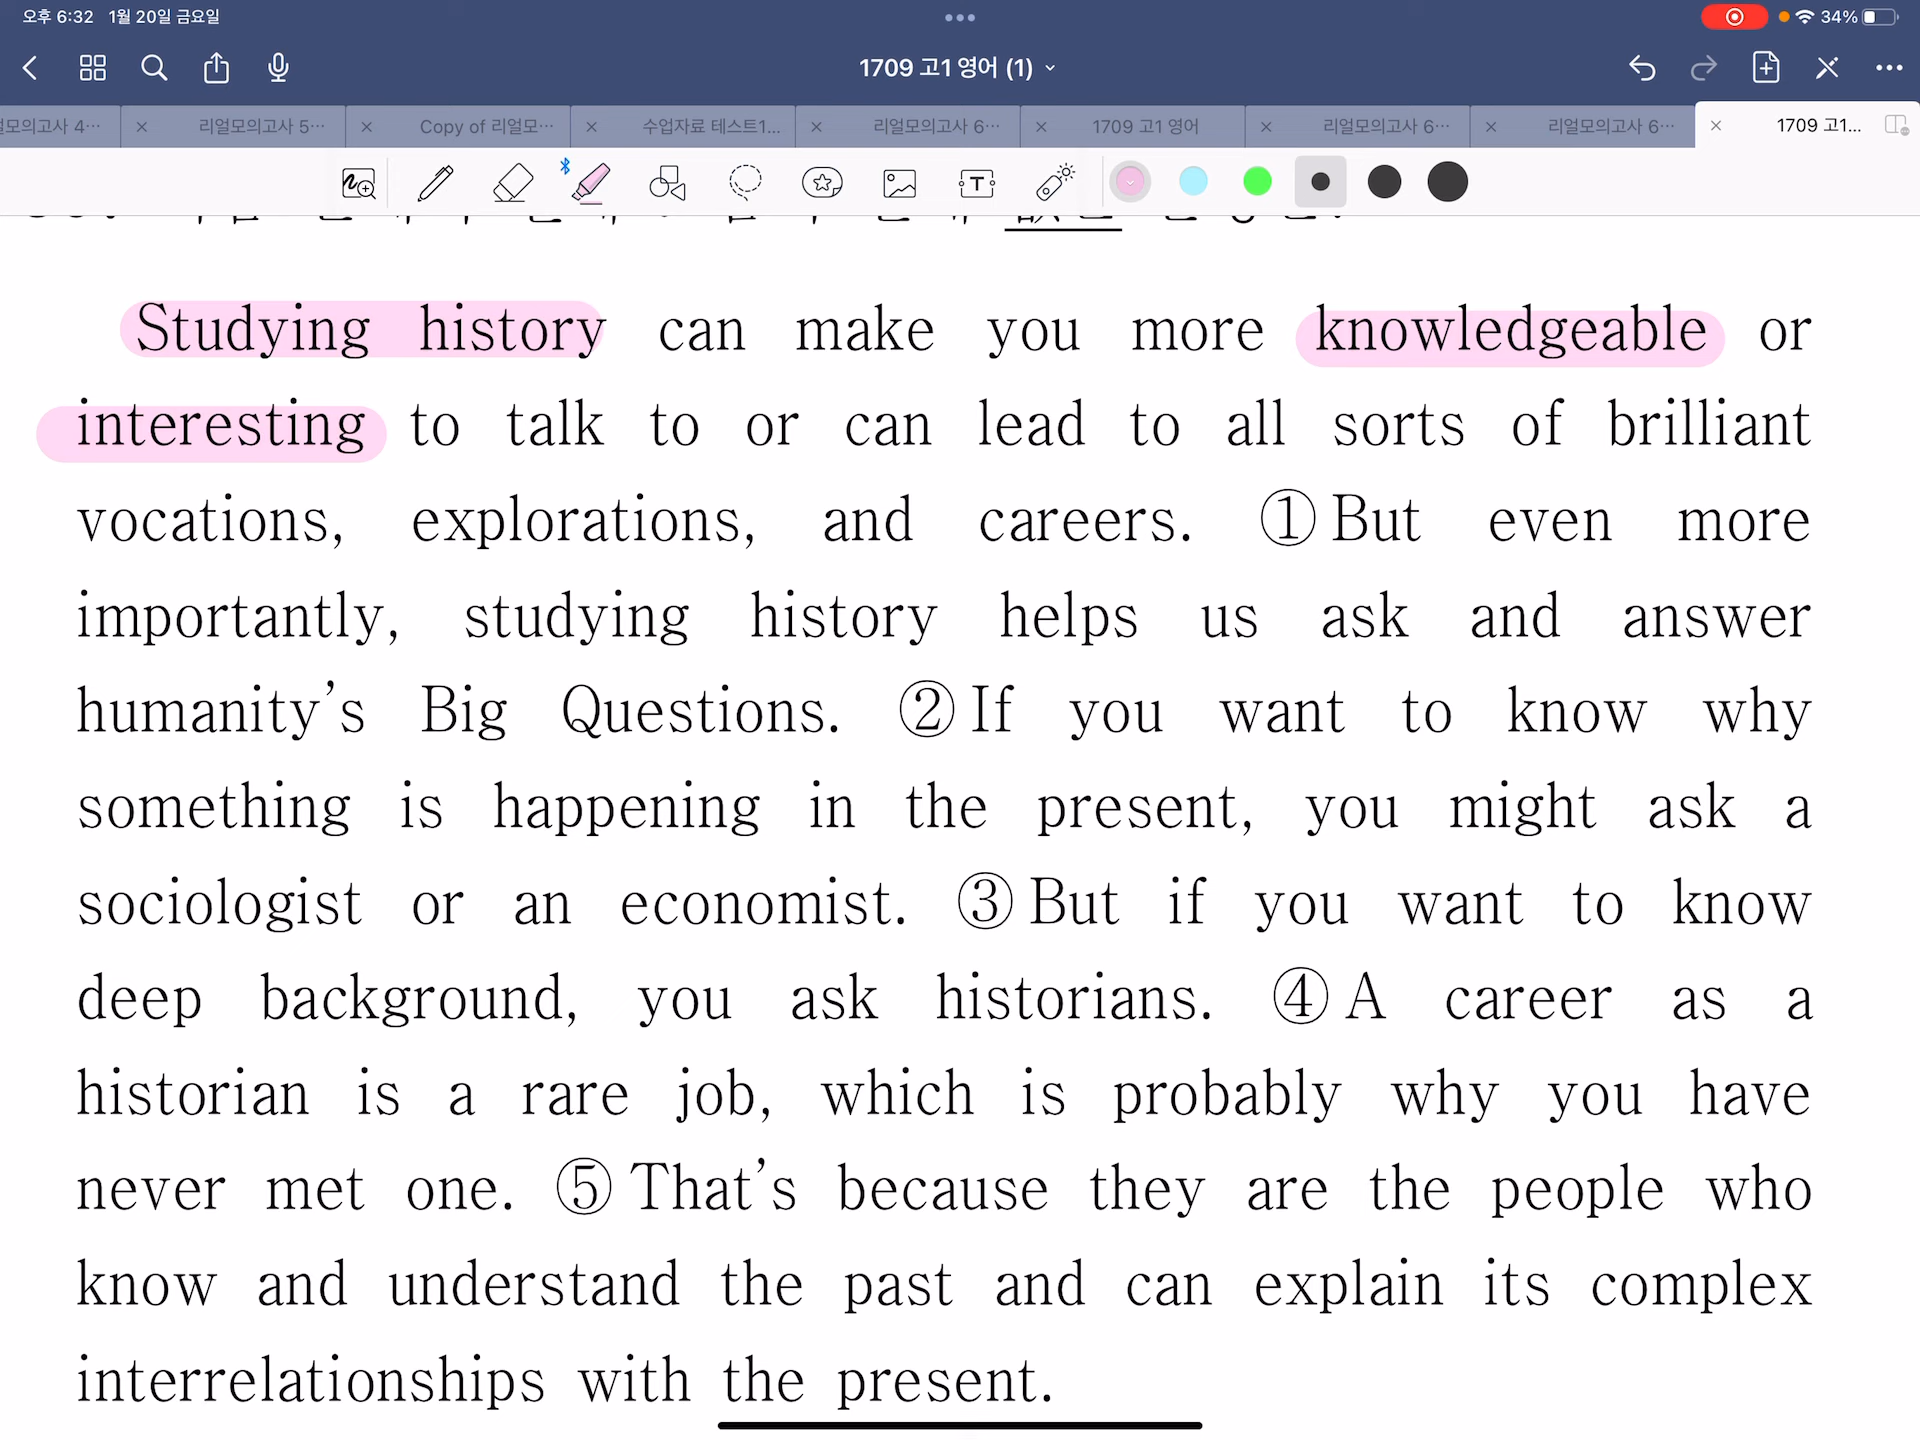 오후 6:32 1월 20일 금요일
34%
1709 고1 영어 (1)
모의고사 4…
리얼모의고사 5…
Copy of 리얼모…
수업자료 테스트1…
리얼모의고사 6…
1709 고1 영어
리얼모의고사 6…
리얼모의고사 6…
1709 고1…
Studying history can make you more knowledgeable or
interesting to talk to or can lead to all sorts of brilliant
vocations, explorations, and careers. ① But even more
importantly, studying history helps us ask and answer
humanity's Big Questions. ② If you want to know why
something is happening in the present, you might ask a
sociologist or an economist. ③ But if you want to know
deep background, you ask historians. ④ A career as a
historian is a rare job, which is probably why you have
never met one. ⑤ That's because they are the people who
know and understand the past and can explain its complex
interrelationships with the present.